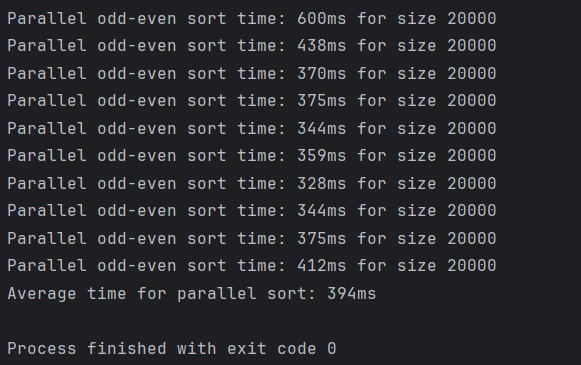 Parallel odd-even sort time: 600ms for size 20000
Parallel odd-even sort time: 438ms for size 20000
Parallel odd-even sort time: 370ms for size 20000
Parallel odd-even sort time: 375ms for size 20000
Parallel odd-even sort time: 344ms for size 20000
Parallel odd-even sort time: 359ms for size 20000
Parallel odd-even sort time: 328ms for size 20000
Parallel odd-even sort time: 344ms for size 20000
Parallel odd-even sort time: 375ms for size 20000
Parallel odd-even sort time: 412ms for size 20000
Average time for parallel sort: 394ms
Process finished with exit code 0